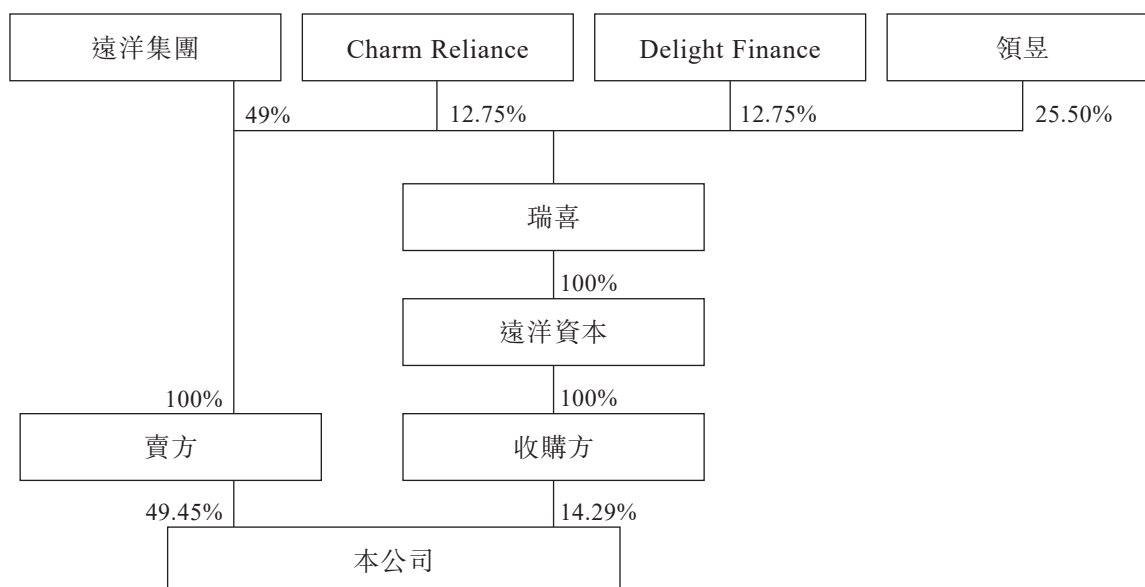 遠洋集團
Charm Reliance
Delight Finance
領昱
49%
12.75%
12.75%
25.50%
瑞喜
100%
遠洋資本
100%
100%
賣方
收購方
49.45%
14.29%
本公司